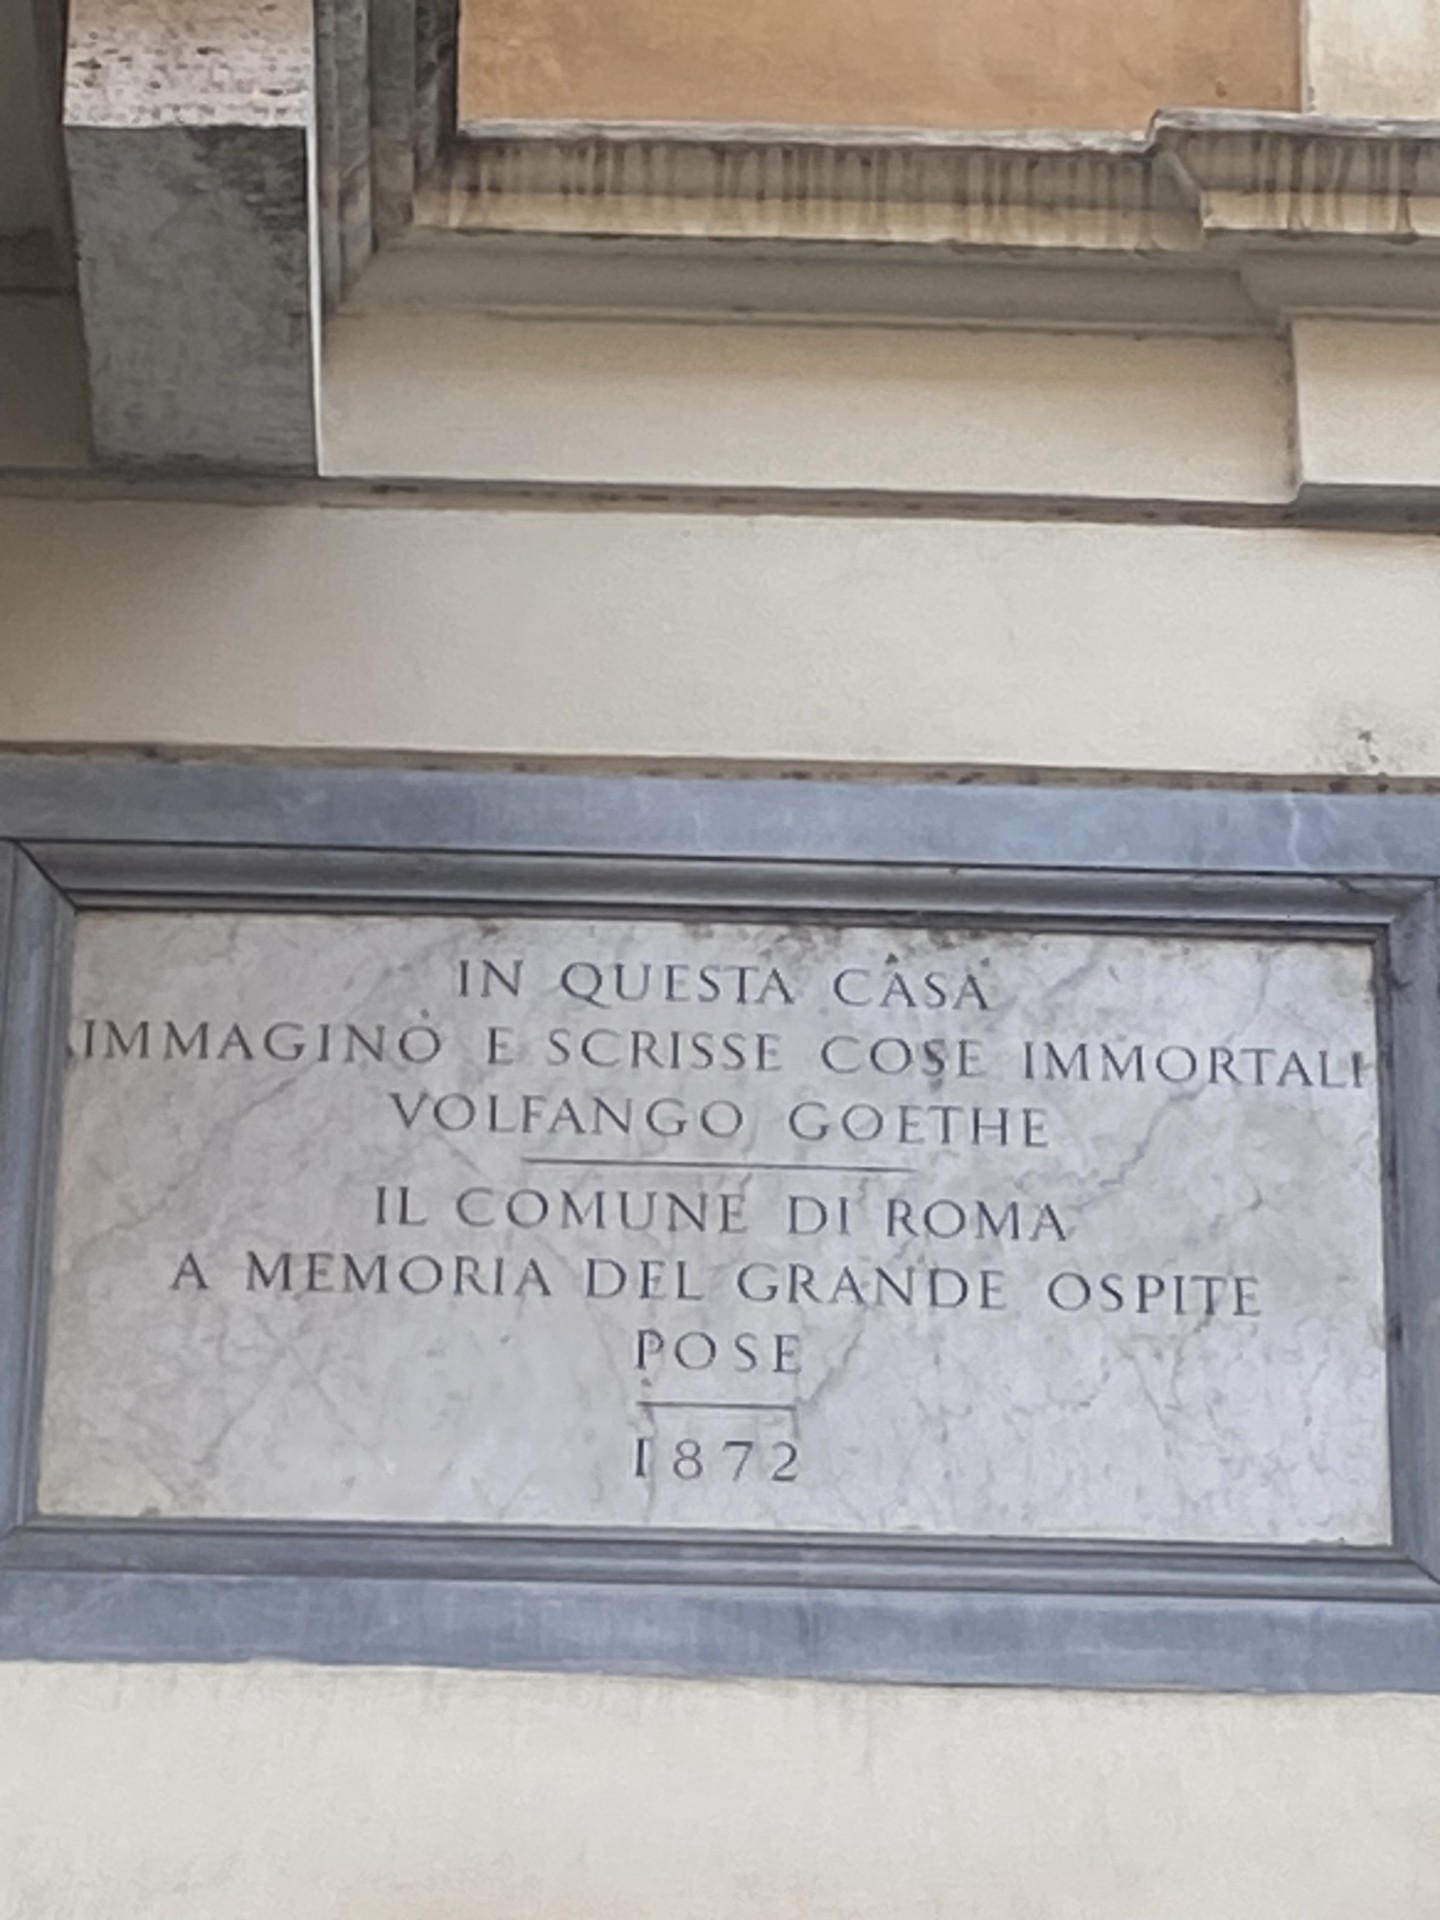 IN QUESTA CASA
IMMAGINÒ E SCRISSE COSE IMMORTALI
VOLFANGO GOETHE
IL COMUNE DI ROMA
A MEMORIA DEL GRANDE OSPITE
POSE
1872